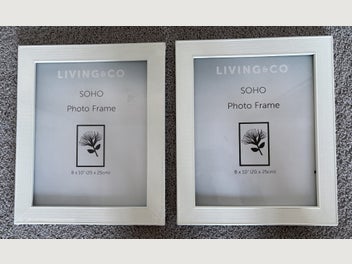 LIVING&CO
SOHO
Photo Frame
8 x 10" (20 x 25cm)
LIVING&CO
SOHO
Photo Frame
8 x 10" (20 x 25cm)